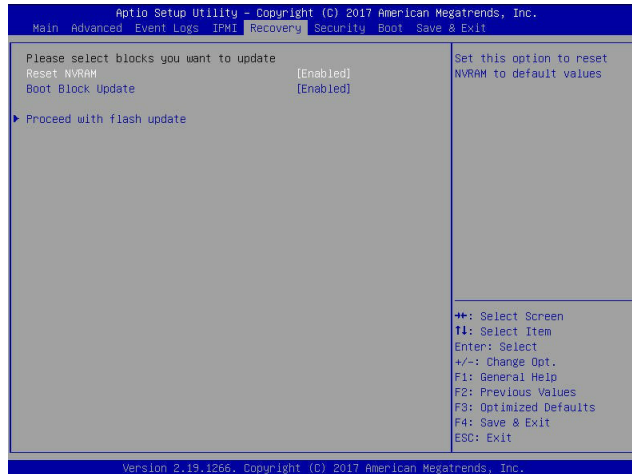 Aptio Setup Utility – Copyright (C) 2017 American Megatrends, Inc.
Main Advanced Event Logs IPMI Recovery Security Boot Save & Exit
Please select blocks you want to update
Reset NVRAM [Enabled]
Boot Block Update [Enabled]
► Proceed with flash update
Set this option to reset
NVRAM to default values
→←: Select Screen
↑↓: Select Item
Enter: Select
+/-: Change Opt.
F1: General Help
F2: Previous Values
F3: Optimized Defaults
F4: Save & Exit
ESC: Exit
Version 2.19.1266. Copyright (C) 2017 American Megatrends, Inc.